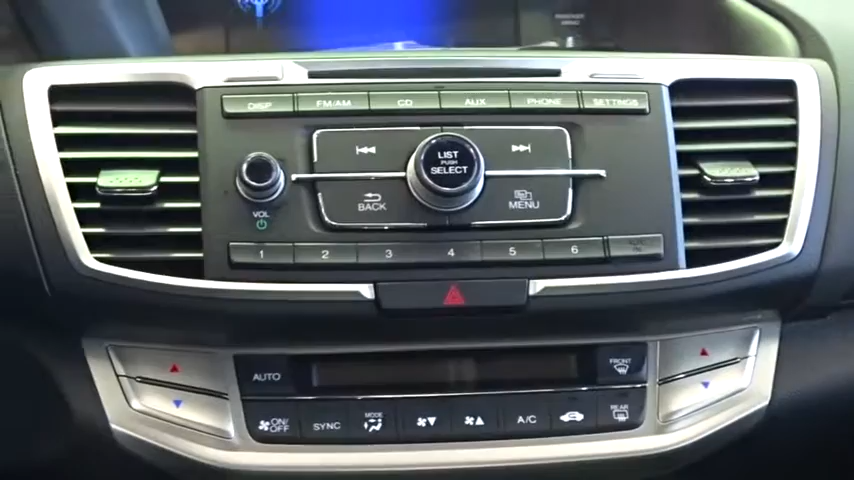 DISP FM/AM CD AUX PHONE SETTINGS
LIST
PUSH
SELECT
VOL
BACK
MENU
1 2 3 4 5 6
FRONT
AUTO
ON/OFF SYNC MODE A/C REAR